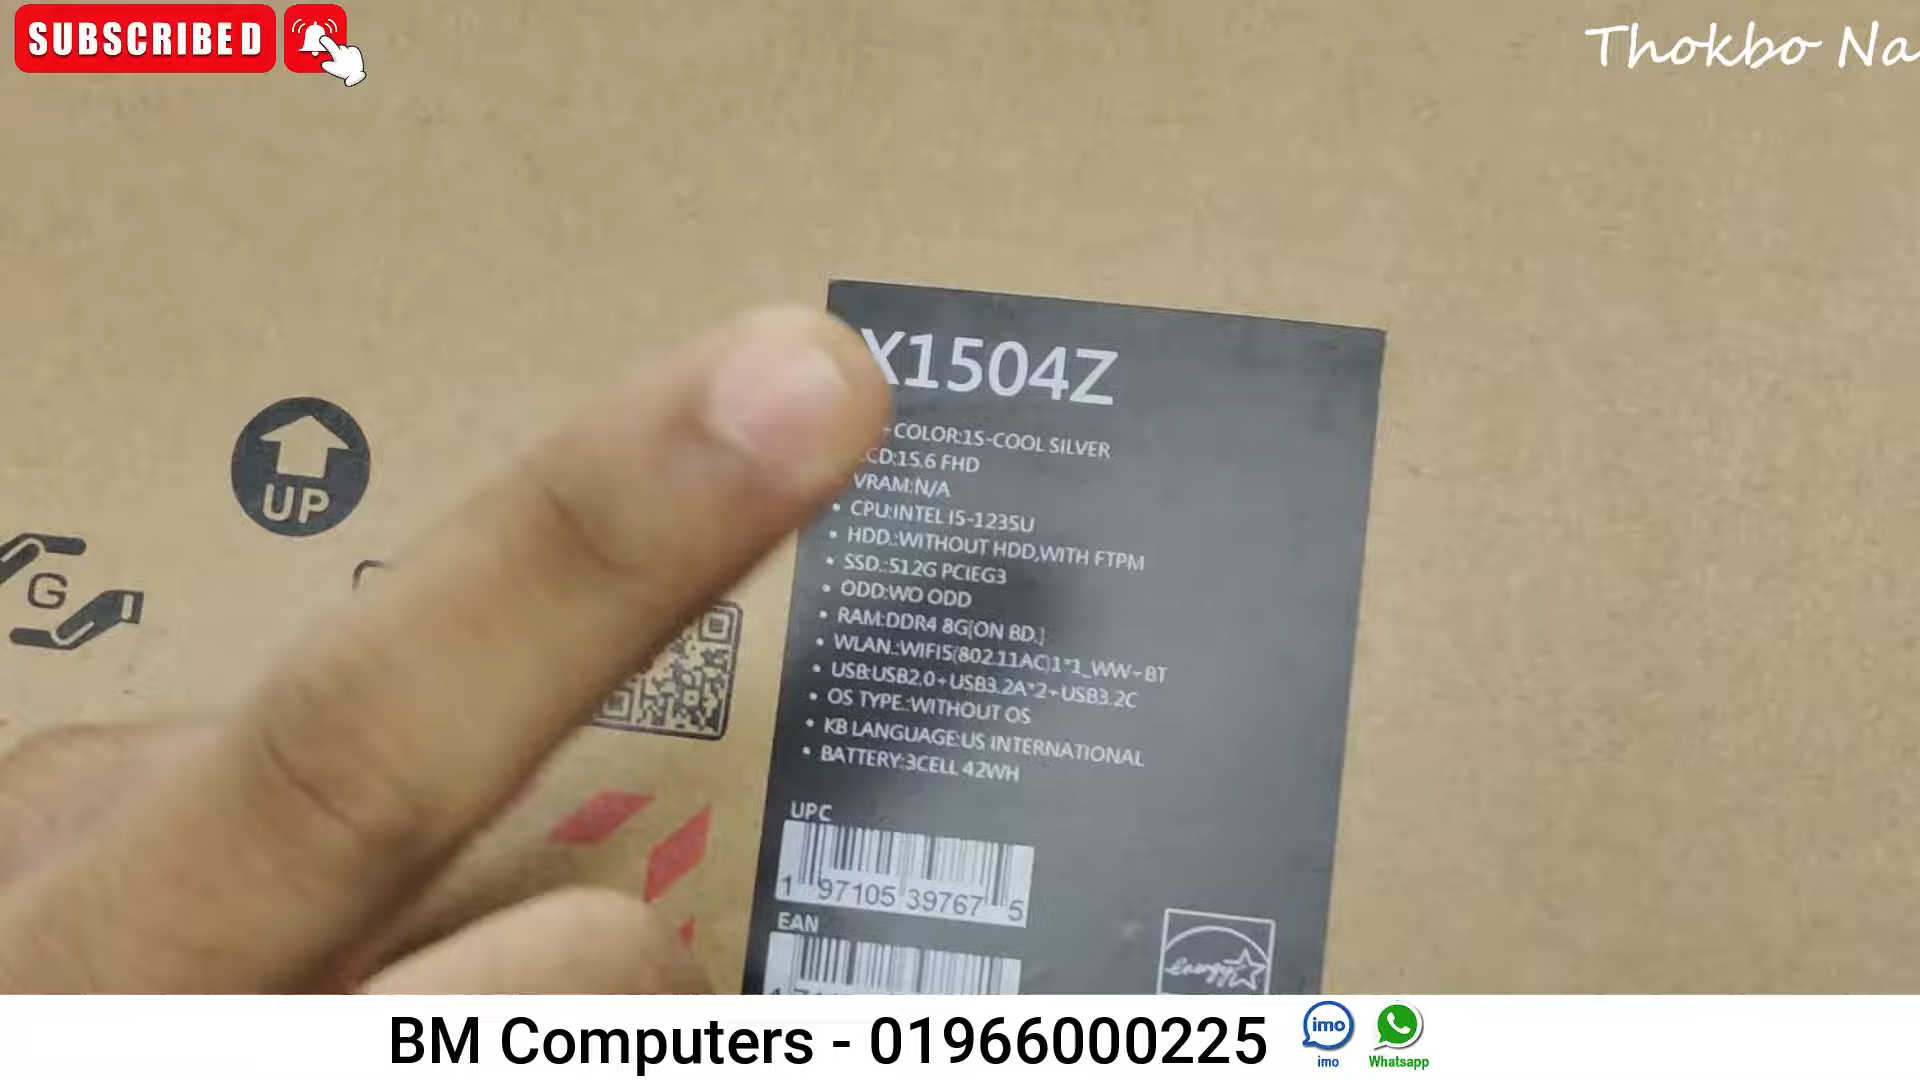 SUBSCRIBED
Thokbo Na
X1504Z
COLOR:1S-COOL SILVER
CD:15.6 FHD
VRAM:N/A
• CPU:INTEL I5-1235U
• HDD.:WITHOUT HDD,WITH FTPM
• SSD.:512G PCIEG3
• ODD:WO ODD
• RAM:DDR4 8G[ON BD.]
• WLAN.:WIFI5(802.11AC)1*1_WW+BT
• USB:USB2.0+USB3.2A*2+USB3.2C
• OS TYPE.:WITHOUT OS
• KB LANGUAGE:US INTERNATIONAL
• BATTERY:3CELL 42WH
UP
G
UPC
1 97105 39767 5
EAN
energy
BM Computers - 01966000225
imo
imo
Whatsapp